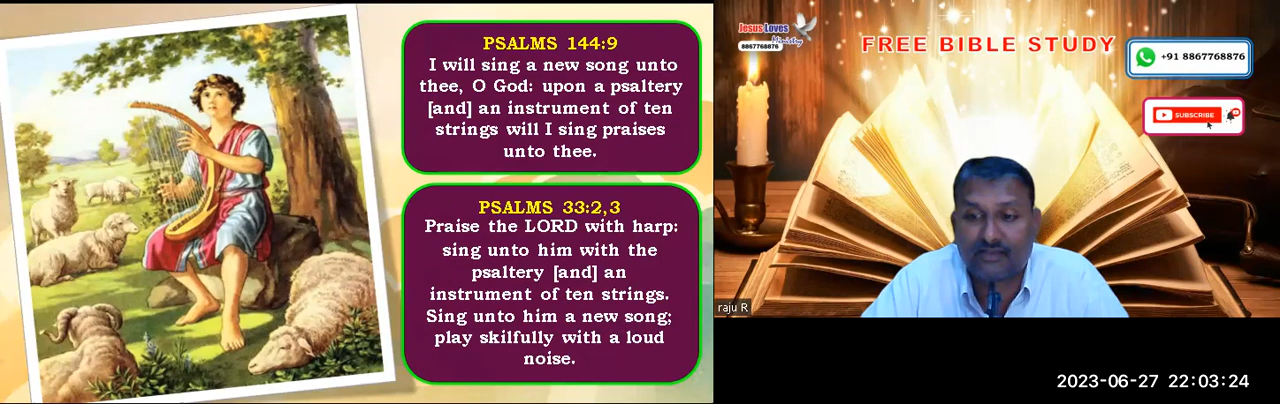 PSALMS 144:9
I will sing a new song unto
thee, O God: upon a psaltery
[and] an instrument of ten
strings will I sing praises
unto thee.
PSALMS 33:2,3
Praise the LORD with harp:
sing unto him with the
psaltery [and] an
instrument of ten strings.
Sing unto him a new song;
play skilfully with a loud
noise.
Jesus Loves
Ministry
8867768876
FREE BIBLE STUDY
+91 8867768876
SUBSCRIBE
raju R
2023-06-27 22:03:24